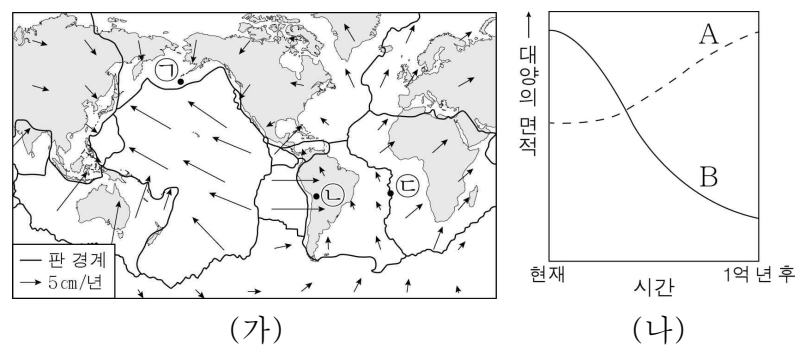 ㉠
㉡
㉢
판 경계
5cm/년
(가)
대양의 면적
A
B
현재
시간
1억 년 후
(나)